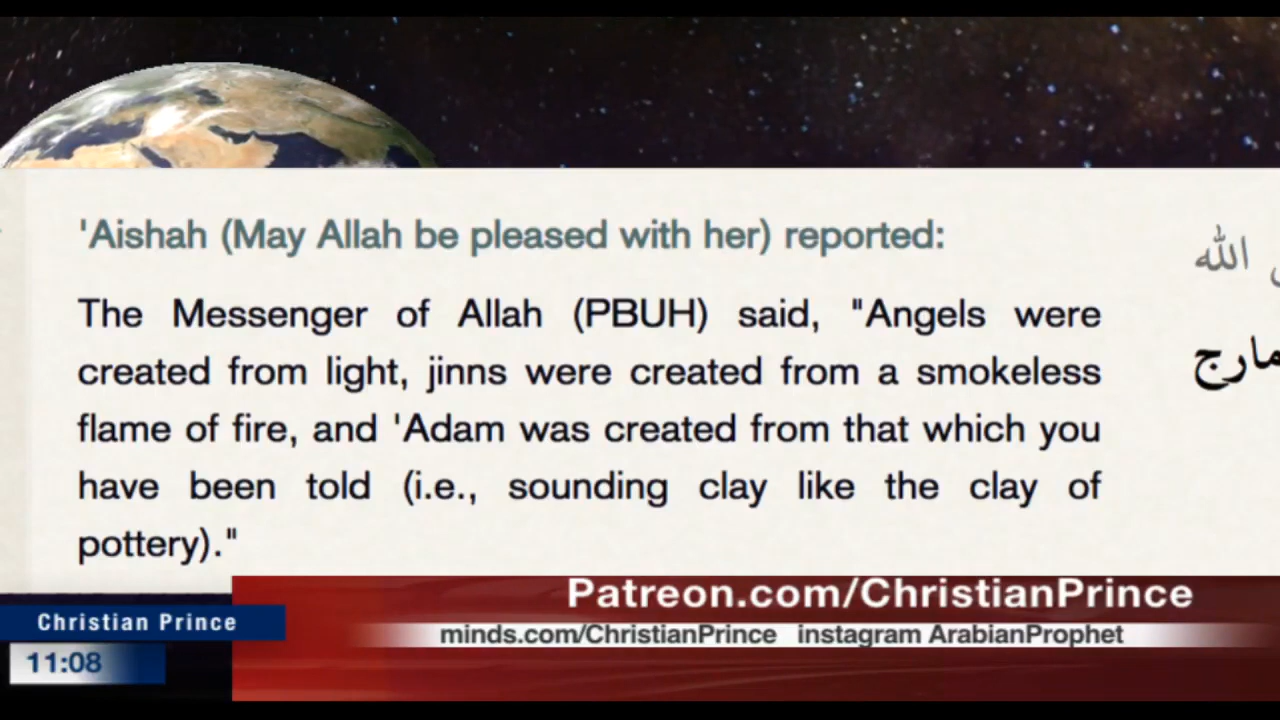 'Aishah (May Allah be pleased with her) reported:
The Messenger of Allah (PBUH) said, "Angels were
created from light, jinns were created from a smokeless
flame of fire, and 'Adam was created from that which you
have been told (i.e., sounding clay like the clay of
pottery)."
الله
مارج
Patreon.com/ChristianPrince
Christian Prince
minds.com/ChristianPrince instagram ArabianProphet
11:08